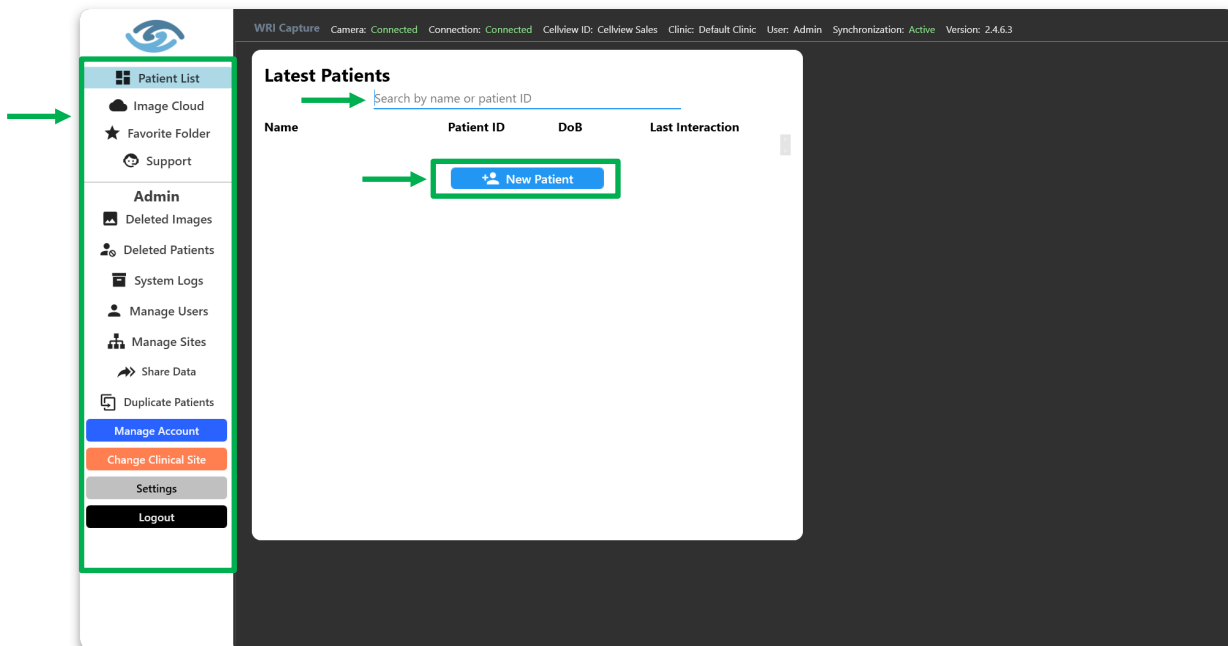 WRI Capture Camera: Connected Connection: Connected Cellview ID: Cellview Sales Clinic: Default Clinic User: Admin Synchronization: Active Version: 2.4.6.3
Patient List
Image Cloud
Favorite Folder
Support
Admin
Deleted Images
Deleted Patients
System Logs
Manage Users
Manage Sites
Share Data
Duplicate Patients
Manage Account
Change Clinical Site
Settings
Logout
Latest Patients
Search by name or patient ID
Name Patient ID DoB Last Interaction
New Patient